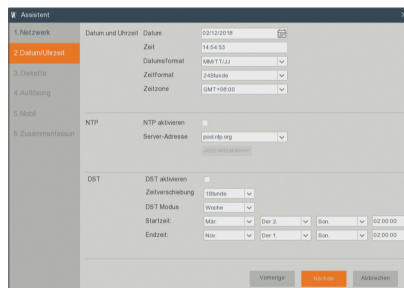 Assistent
1.Netzwerk
2.Datum/Uhrzeit
3.Diskette
4.Auflösung
5.Mobil
6.Zusammenfassun
Datum und Uhrzeit Datum 02/12/2018
Zeit 14:54:53
Datumsformat MM/TT/JJ
Zeitformat 24Stunde
Zeitzone GMT+08:00
NTP NTP aktivieren
Server-Adresse pool.ntp.org
DST DST aktivieren
Zeitverschiebung 1Stunde
DST Modus Woche
Startzeit: Mär. Der 2. Son. 02:00:00
Endzeit: Nov. Der 1. Son. 02:00:00
Vorherige Nächste Abbrechen